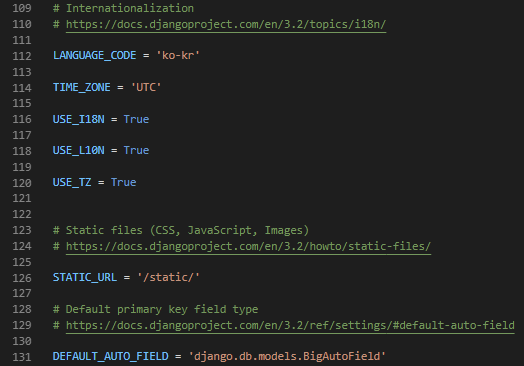 109 # Internationalization
110 # https://docs.djangoproject.com/en/3.2/topics/i18n/
111
112 LANGUAGE_CODE = 'ko-kr'
113
114 TIME_ZONE = 'UTC'
115
116 USE_I18N = True
117
118 USE_L10N = True
119
120 USE_TZ = True
121
122
123 # Static files (CSS, JavaScript, Images)
124 # https://docs.djangoproject.com/en/3.2/howto/static-files/
125
126 STATIC_URL = '/static/'
127
128 # Default primary key field type
129 # https://docs.djangoproject.com/en/3.2/ref/settings/#default-auto-field
130
131 DEFAULT_AUTO_FIELD = 'django.db.models.BigAutoField'